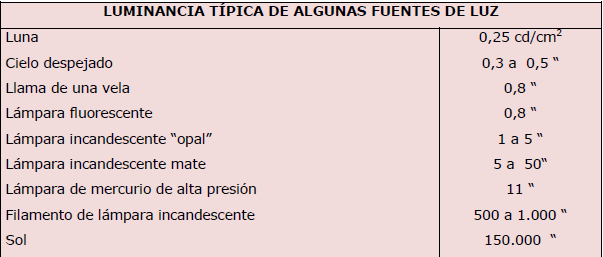 LUMINANCIA TÍPICA DE ALGUNAS FUENTES DE LUZ
Luna 0,25 cd/cm²
Cielo despejado 0,3 a 0,5 “
Llama de una vela 0,8 “
Lámpara fluorescente 0,8 “
Lámpara incandescente “opal” 1 a 5 “
Lámpara incandescente mate 5 a 50“
Lámpara de mercurio de alta presión 11 “
Filamento de lámpara incandescente 500 a 1.000 “
Sol 150.000 “